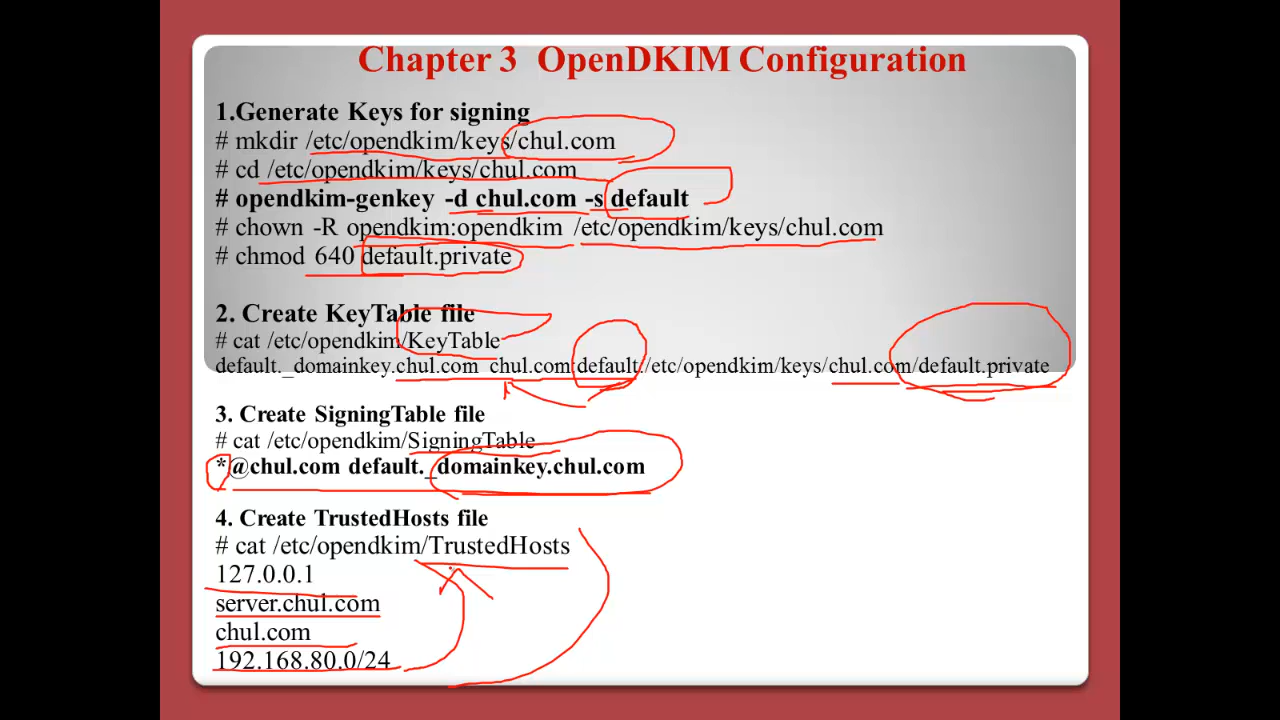 Chapter 3 OpenDKIM Configuration
1.Generate Keys for signing
# mkdir /etc/opendkim/keys/chul.com
# cd /etc/opendkim/keys/chul.com
# opendkim-genkey -d chul.com -s default
# chown -R opendkim:opendkim /etc/opendkim/keys/chul.com
# chmod 640 default.private
2. Create KeyTable file
# cat /etc/opendkim/KeyTable
default._domainkey.chul.com chul.com:default:/etc/opendkim/keys/chul.com/default.private
3. Create SigningTable file
# cat /etc/opendkim/SigningTable
*@chul.com default._domainkey.chul.com
4. Create TrustedHosts file
# cat /etc/opendkim/TrustedHosts
127.0.0.1
server.chul.com
chul.com
192.168.80.0/24